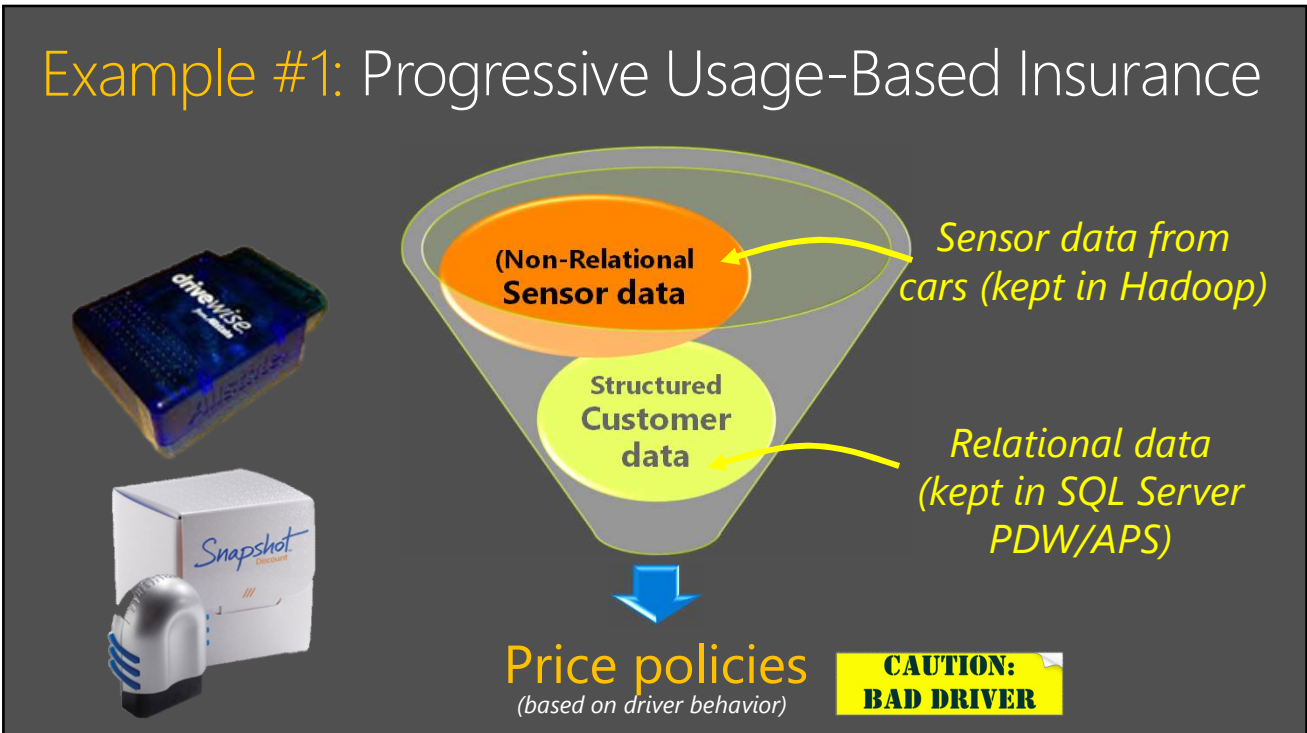 Example #1: Progressive Usage-Based Insurance
(Non-Relational
Sensor data
Sensor data from
cars (kept in Hadoop)
drivewise
Allstate
Structured
Customer
data
Relational data
(kept in SQL Server
PDW/APS)
Snapshot
Discount
Price policies
(based on driver behavior)
CAUTION:
BAD DRIVER